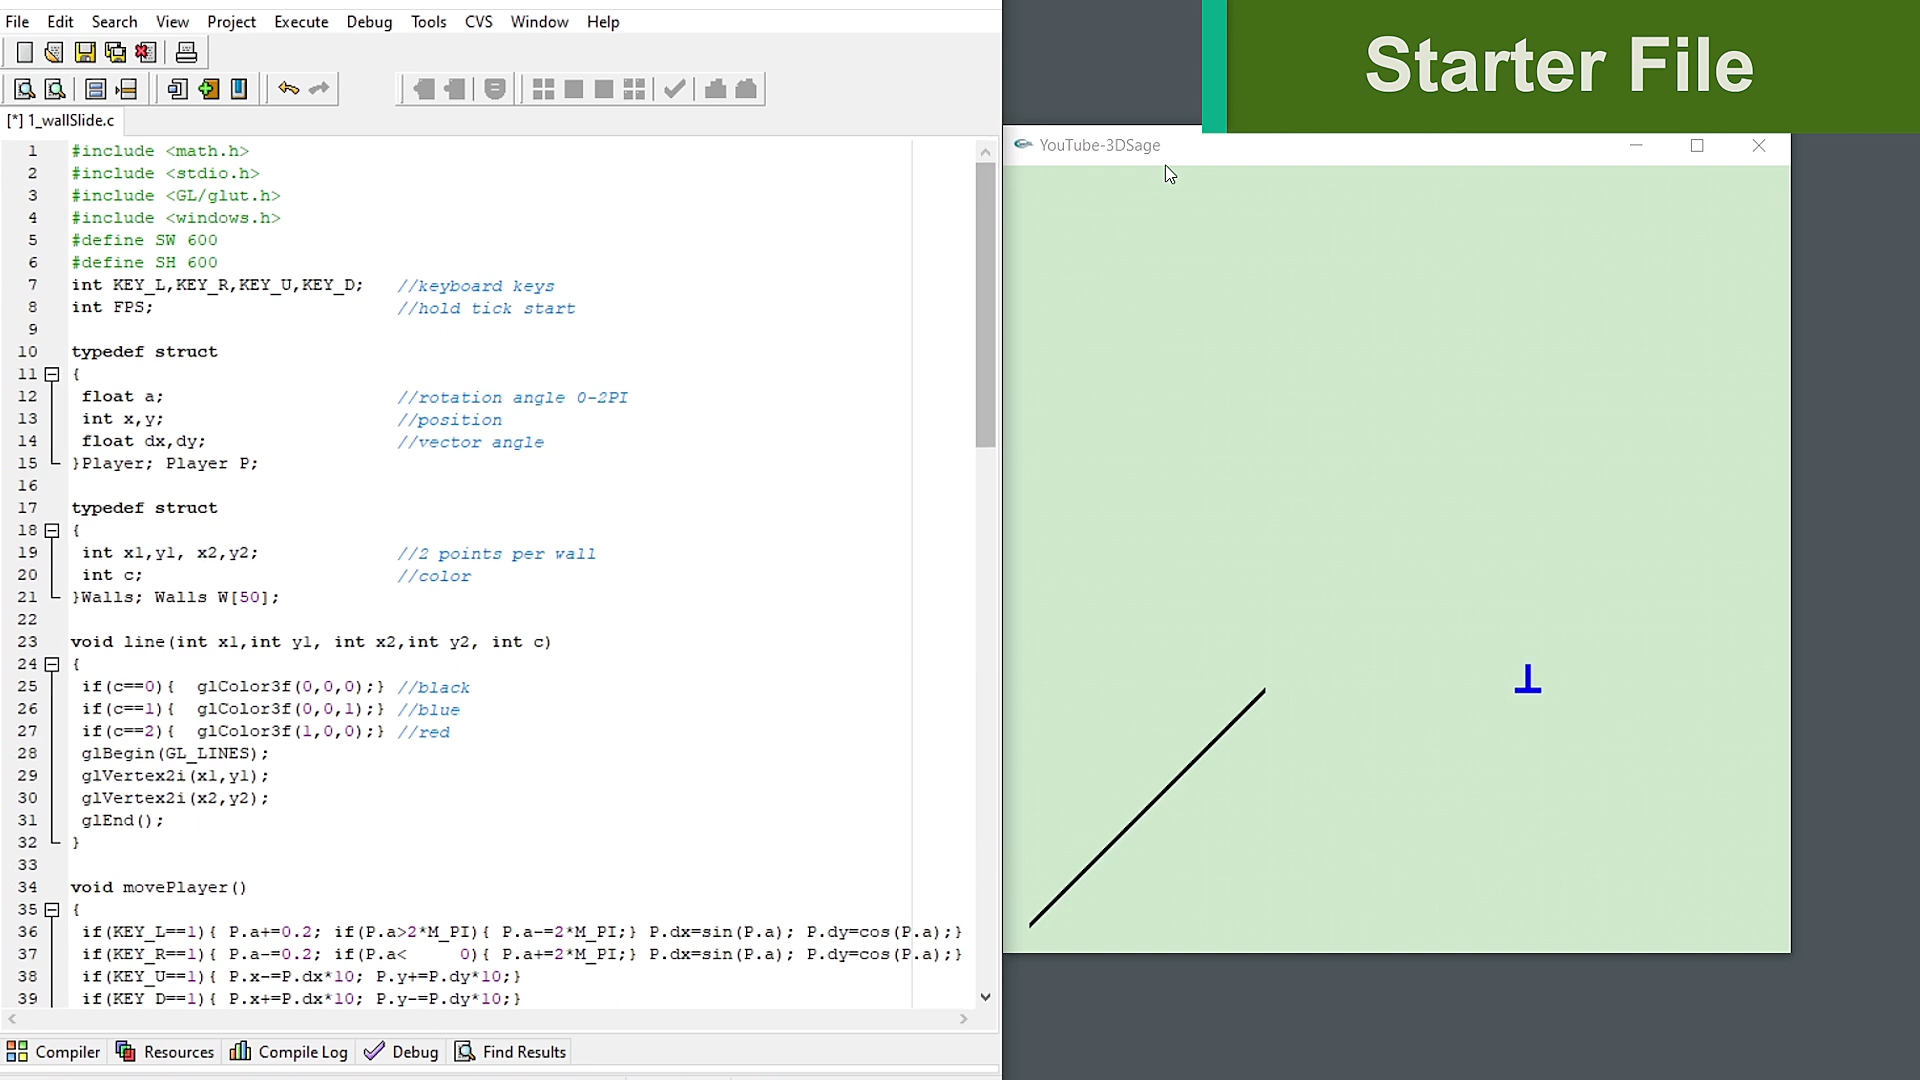 File Edit Search View Project Execute Debug Tools CVS Window Help
[*] 1_wallSlide.c
1 #include <math.h>
2 #include <stdio.h>
3 #include <GL/glut.h>
4 #include <windows.h>
5 #define SW 600
6 #define SH 600
7 int KEY_L,KEY_R,KEY_U,KEY_D; //keyboard keys
8 int FPS; //hold tick start
9
10 typedef struct
11 {
12 float a; //rotation angle 0-2PI
13 int x,y; //position
14 float dx,dy; //vector angle
15 }Player; Player P;
16
17 typedef struct
18 {
19 int x1,y1, x2,y2; //2 points per wall
20 int c; //color
21 }Walls; Walls W[50];
22
23 void line(int x1,int y1, int x2,int y2, int c)
24 {
25 if(c==0){ glColor3f(0,0,0);} //black
26 if(c==1){ glColor3f(0,0,1);} //blue
27 if(c==2){ glColor3f(1,0,0);} //red
28 glBegin(GL_LINES);
29 glVertex2i(x1,y1);
30 glVertex2i(x2,y2);
31 glEnd();
32 }
33
34 void movePlayer()
35 {
36 if(KEY_L==1){ P.a+=0.2; if(P.a>2*M_PI){ P.a-=2*M_PI;} P.dx=sin(P.a); P.dy=cos(P.a);}
37 if(KEY_R==1){ P.a-=0.2; if(P.a< 0){ P.a+=2*M_PI;} P.dx=sin(P.a); P.dy=cos(P.a);}
38 if(KEY_U==1){ P.x-=P.dx*10; P.y+=P.dy*10;}
39 if(KEY_D==1){ P.x+=P.dx*10; P.y-=P.dy*10;}
Compiler Resources Compile Log Debug Find Results
Starter File
YouTube-3DSage